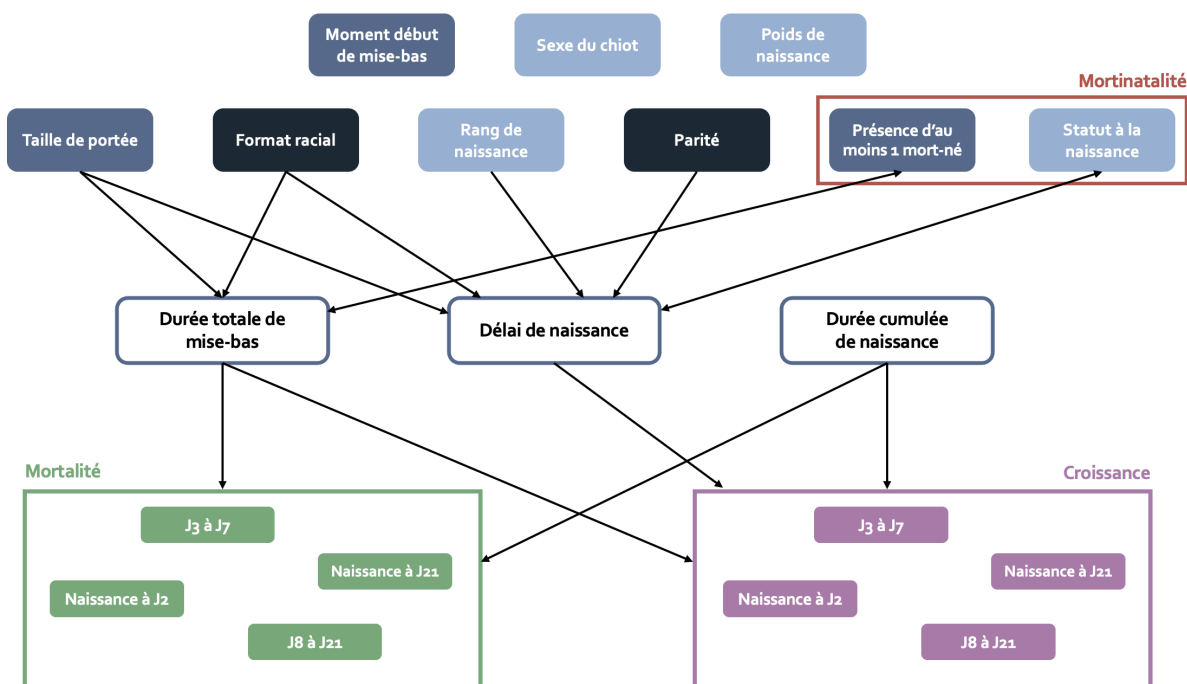 Moment début
de mise-bas
Sexe du chiot
Poids de
naissance
Mortinatalité
Taille de portée
Format racial
Rang de
naissance
Parité
Présence d'au
moins 1 mort-né
Statut à la
naissance
Durée totale de
mise-bas
Délai de naissance
Durée cumulée
de naissance
Mortalité
Croissance
J3 à J7
Naissance à J21
Naissance à J2
J8 à J21
J3 à J7
Naissance à J21
Naissance à J2
J8 à J21